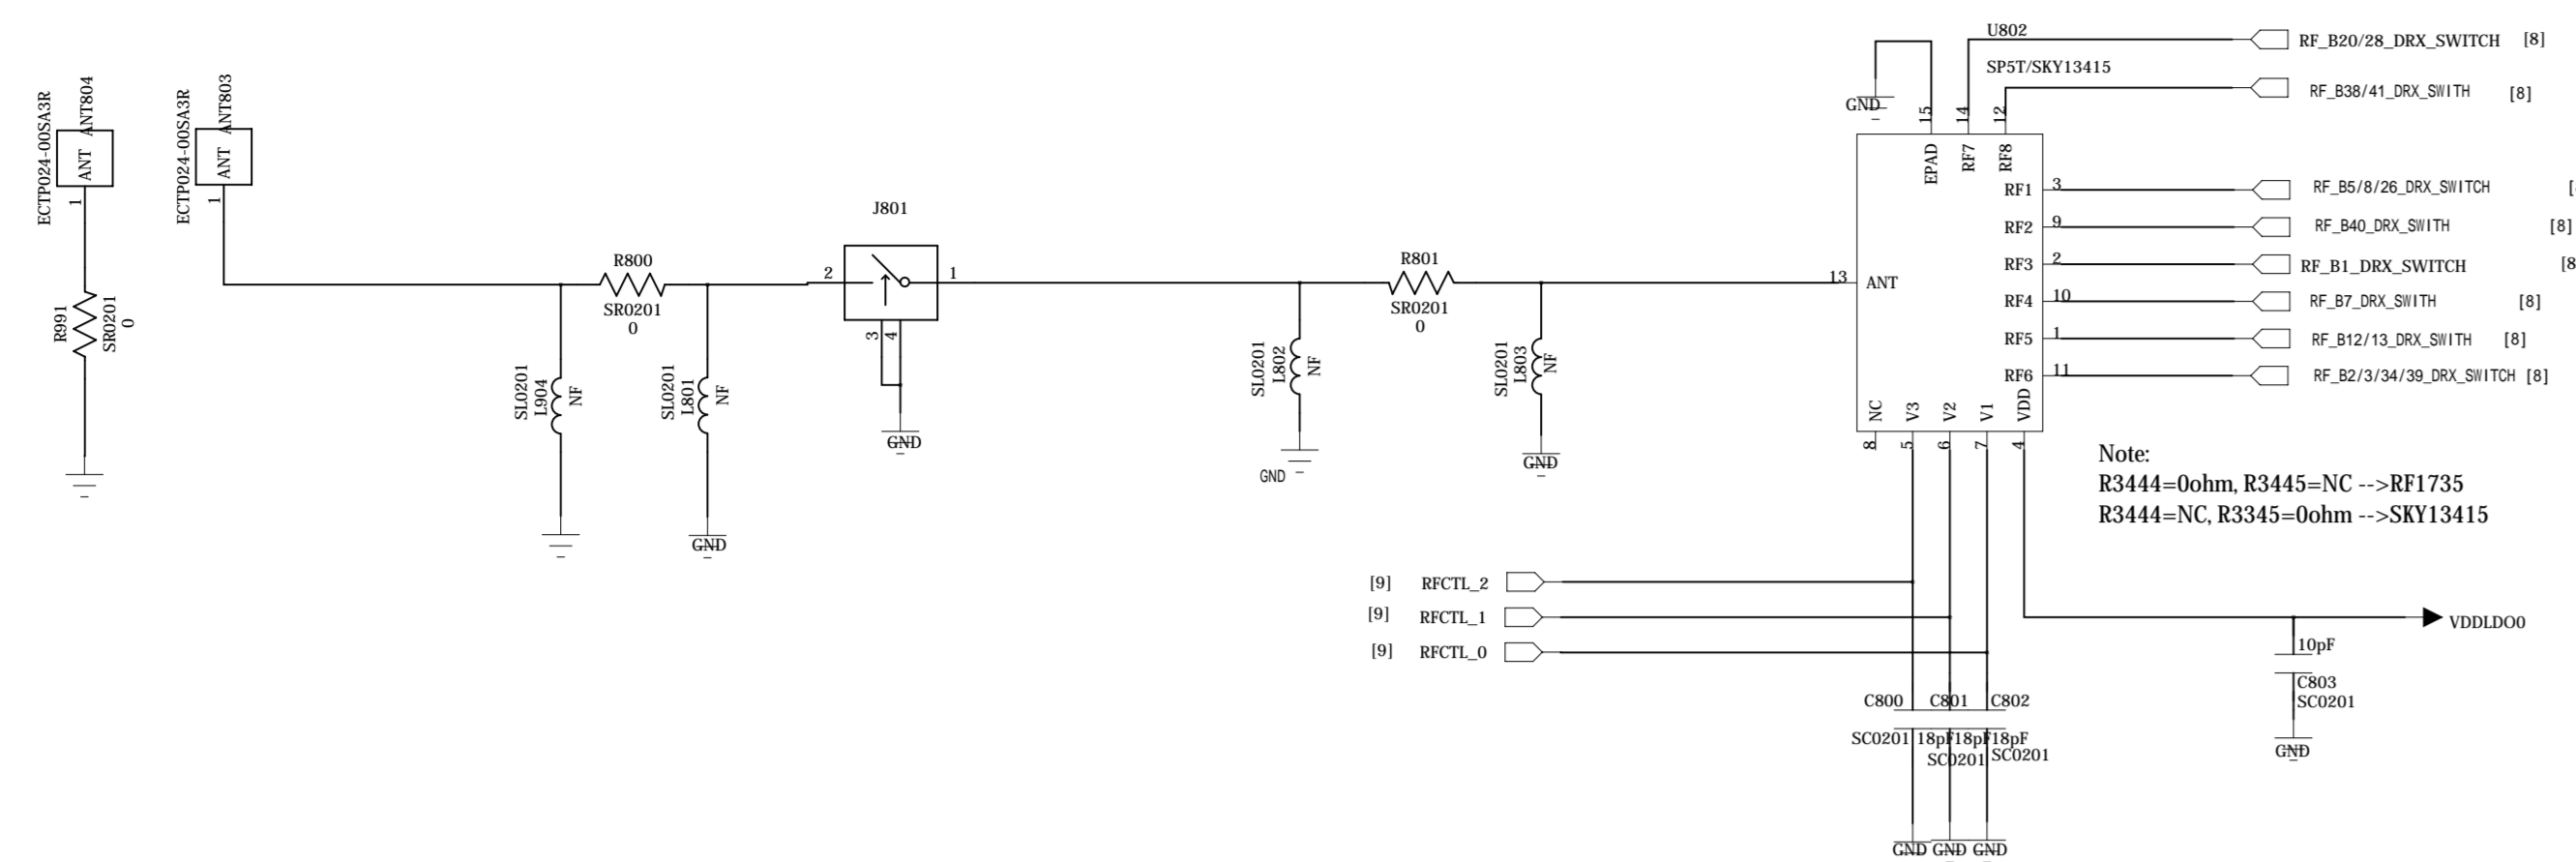 ECTP024-00SA3R
ANT804
ANT
1
R991
SR0201
0
ECTP024-00SA3R
ANT803
ANT
1
R800
SR0201
0
SL0201
L904
NF
SL0201
L801
NF
J801
2
1
3
4
GND
GND
R801
SR0201
0
SL0201
L802
NF
GND
SL0201
L803
NF
GND
U802
SP5T/SKY13415
GND
15
14
12
EPAD
RF7
RF8
13
ANT
RF1
3
RF2
9
RF3
2
RF4
10
RF5
1
RF6
11
NC
V3
V2
V1
VDD
8
5
6
7
4
RF_B20/28_DRX_SWITCH [8]
RF_B38/41_DRX_SWITH [8]
RF_B5/8/26_DRX_SWITCH [
RF_B40_DRX_SWITH [8]
RF_B1_DRX_SWITCH [8
RF_B7_DRX_SWITH [8]
RF_B12/13_DRX_SWITH [8]
RF_B2/3/34/39_DRX_SWITCH [8]
Note:
R3444=0ohm, R3445=NC -->RF1735
R3444=NC, R3345=0ohm -->SKY13415
[9] RFCTL_2
[9] RFCTL_1
[9] RFCTL_0
VDDLDO0
10pF
C803
SC0201
GND
C800 C801 C802
SC0201 18pF 18pF 18pF
SC0201 SC0201
GND GND GND